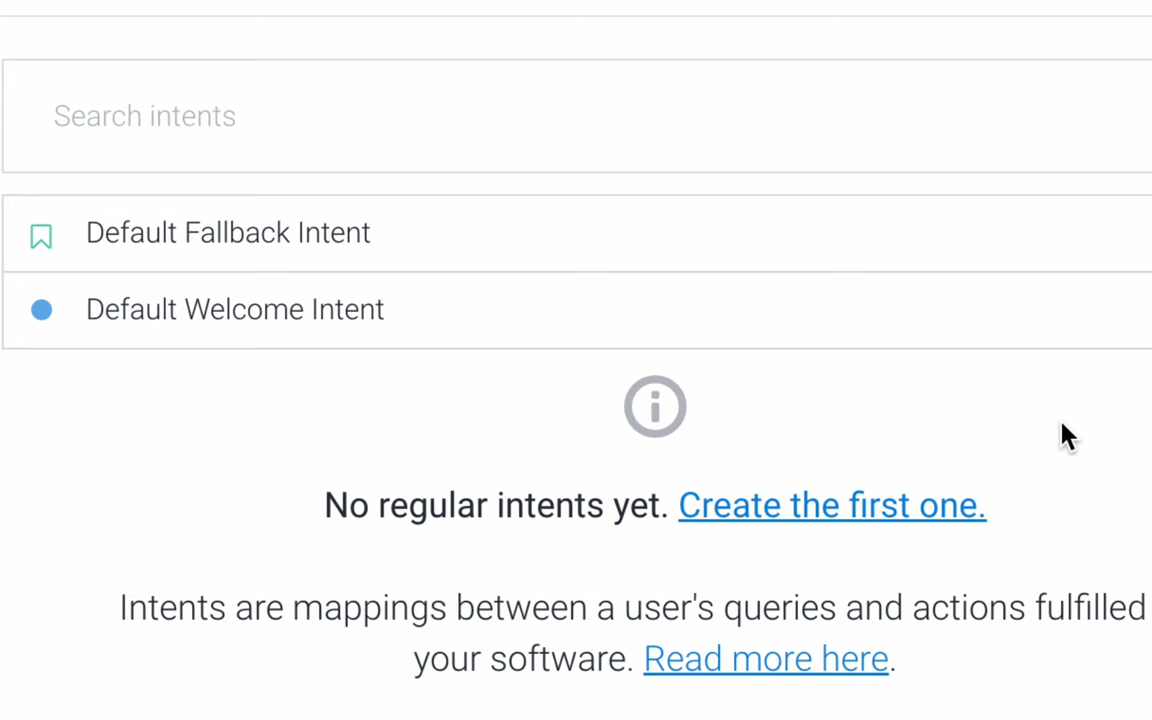 Search intents
Default Fallback Intent
Default Welcome Intent
No regular intents yet. Create the first one.
Intents are mappings between a user's queries and actions fulfilled
your software. Read more here.